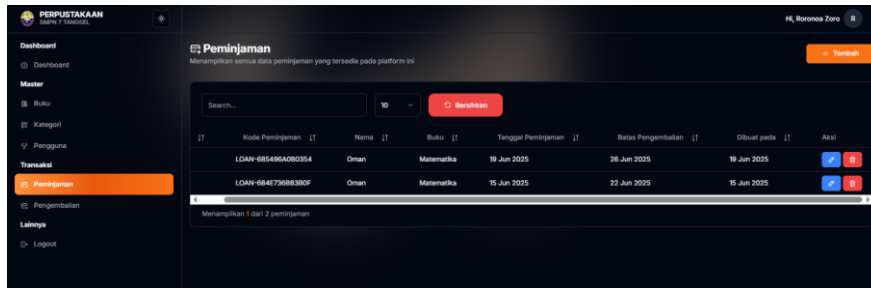 PERPUSTAKAAN
SMPN 7 TANGSEL
Hi, Roronoa Zoro R
Dashboard
Dashboard
Master
Buku
Kategori
Pengguna
Transaksi
Peminjaman
Pengembalian
Lainnya
Logout
Peminjaman
Menampilkan semua data peminjaman yang tersedia pada platform ini
+ Tambah
Search... 10 Bersihkan
Kode Peminjaman Nama Buku Tanggal Peminjaman Batas Pengembalian Dibuat pada Aksi
LOAN-685496A0B0354 Oman Matematika 19 Jun 2025 26 Jun 2025 19 Jun 2025
LOAN-684E736B83B0F Oman Matematika 15 Jun 2025 22 Jun 2025 15 Jun 2025
Menampilkan 1 dari 2 peminjaman